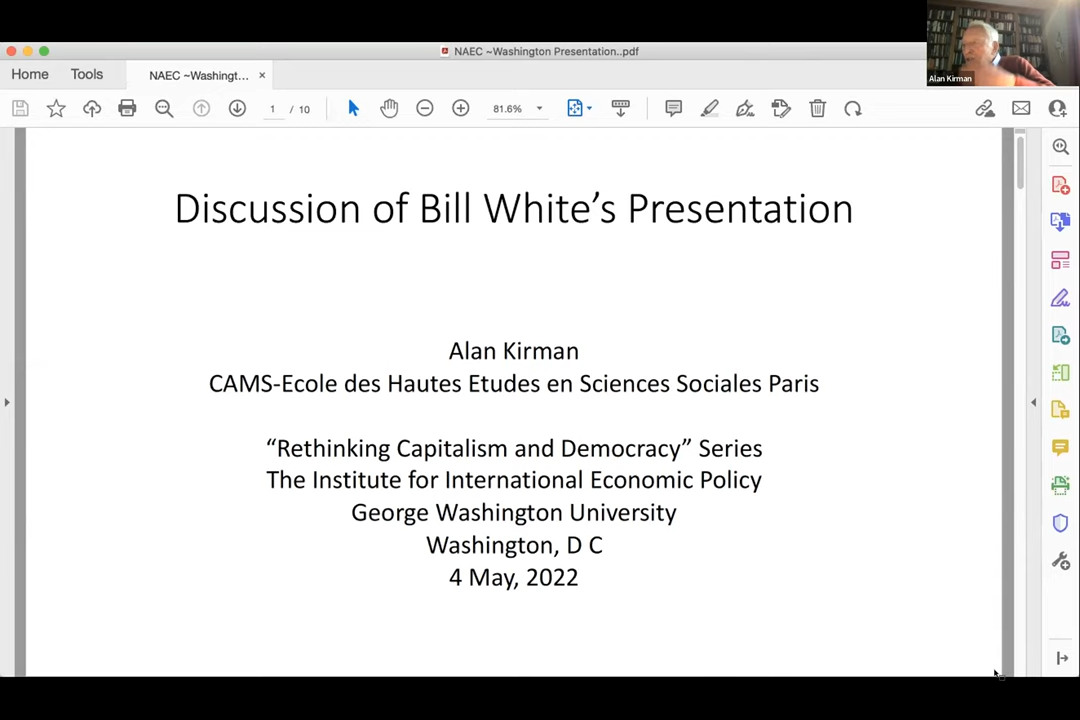 NAEC ~Washington Presentation..pdf
Home
Tools
NAEC ~Washingt...
1 / 10
81.6%
Alan Kirman
Discussion of Bill White’s Presentation
Alan Kirman
CAMS-Ecole des Hautes Etudes en Sciences Sociales Paris
“Rethinking Capitalism and Democracy” Series
The Institute for International Economic Policy
George Washington University
Washington, D C
4 May, 2022